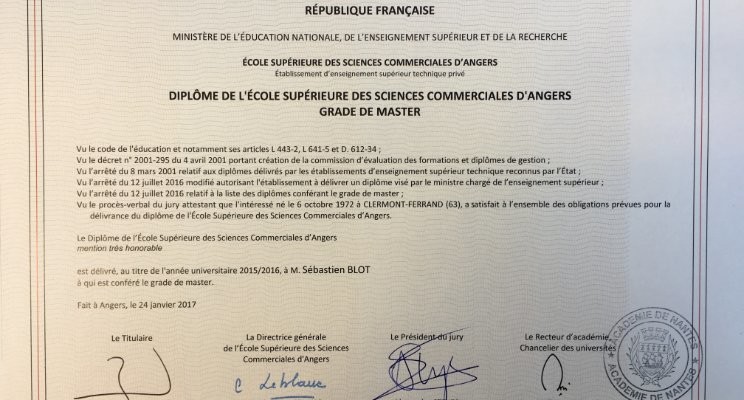 RÉPUBLIQUE FRANÇAISE
MINISTÈRE DE L'ÉDUCATION NATIONALE, DE L'ENSEIGNEMENT SUPÉRIEUR ET DE LA RECHERCHE
ÉCOLE SUPÉRIEURE DES SCIENCES COMMERCIALES D'ANGERS
Établissement d'enseignement supérieur technique privé
DIPLÔME DE L'ÉCOLE SUPÉRIEURE DES SCIENCES COMMERCIALES D'ANGERS
GRADE DE MASTER
Vu le code de l'éducation et notamment ses articles L 443-2, L 641-5 et D. 612-34 ;
Vu le décret n° 2001-295 du 4 avril 2001 portant création de la commission d'évaluation des formations et diplômes de gestion ;
Vu l'arrêté du 8 mars 2001 relatif aux diplômes délivrés par les établissements d'enseignement supérieur technique reconnus par l'État ;
Vu l'arrêté du 12 juillet 2016 modifié autorisant l'établissement à délivrer un diplôme visé par le ministre chargé de l'enseignement supérieur ;
Vu l'arrêté du 12 juillet 2016 relatif à la liste des diplômes conférant le grade de master ;
Vu le procès-verbal du jury attestant que l'intéressé né le 6 octobre 1972 à CLERMONT-FERRAND (63), a satisfait à l'ensemble des obligations prévues pour la
délivrance du diplôme de l'École Supérieure des Sciences Commerciales d'Angers.
Le Diplôme de l'École Supérieure des Sciences Commerciales d'Angers
mention très honorable
est délivré, au titre de l'année universitaire 2015/2016, à M. Sébastien BLOT
à qui est conféré le grade de master.
Fait à Angers, le 24 janvier 2017
Le Titulaire
La Directrice générale
de l'École Supérieure des Sciences
Commerciales d'Angers
Le Président du jury
Le Recteur d'académie,
Chancelier des universités
C Leblanc
ACADEMIE DE NANTES
ACADEMIE DE NANTES